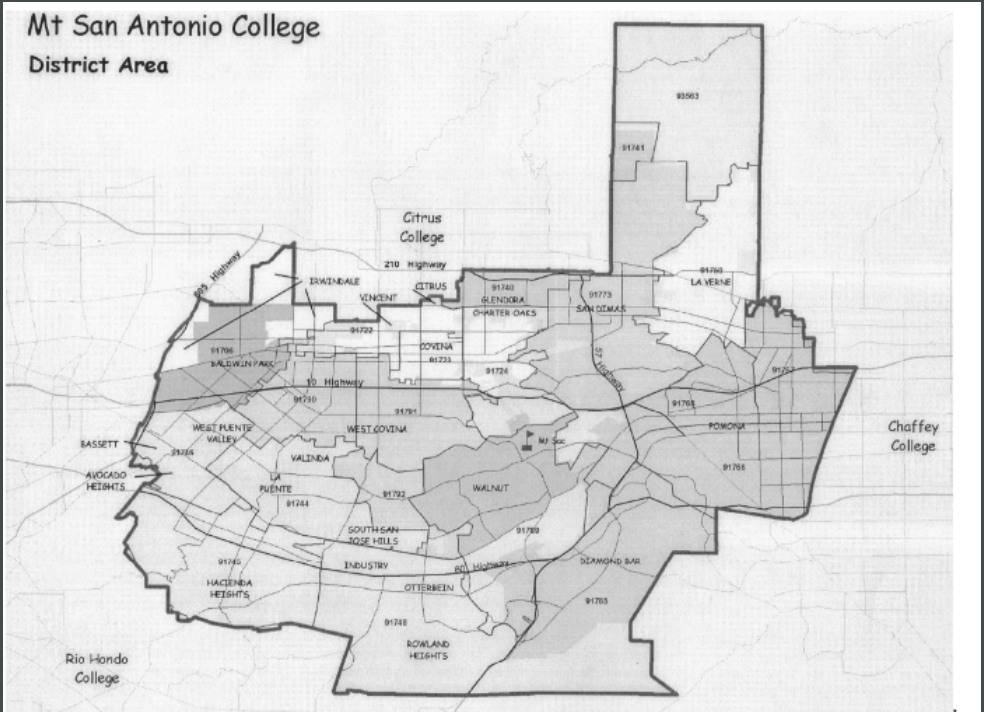 Mt San Antonio College
District Area
93563
91741
Citrus
College
210 Highway
605 Highway
IRWINDALE
CITRUS
VINCENT
91740
GLENDORA
CHARTER OAKS
91773
SAN DIMAS
91750
LA VERNE
91722
COVINA
91723
91724
91706
BALDWIN PARK
57 Highway
91767
10 Highway
91790
91791
91768
WEST PUENTE
VALLEY
WEST COVINA
POMONA
Mt Sac
Chaffey
College
BASSETT
91746
VALINDA
91766
AVOCADO
HEIGHTS
LA
PUENTE
91744
91792
WALNUT
SOUTH SAN
JOSE HILLS
91789
INDUSTRY
60 Highway
DIAMOND BAR
91745
HACIENDA
HEIGHTS
OTTERBEIN
91765
91748
ROWLAND
HEIGHTS
Rio Hondo
College